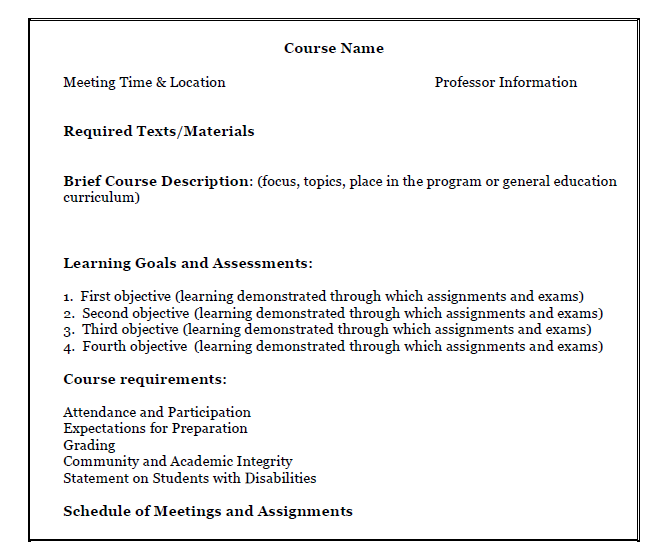 Course Name
Meeting Time & Location Professor Information
Required Texts/Materials
Brief Course Description: (focus, topics, place in the program or general education
curriculum)
Learning Goals and Assessments:
1. First objective (learning demonstrated through which assignments and exams)
2. Second objective (learning demonstrated through which assignments and exams)
3. Third objective (learning demonstrated through which assignments and exams)
4. Fourth objective (learning demonstrated through which assignments and exams)
Course requirements:
Attendance and Participation
Expectations for Preparation
Grading
Community and Academic Integrity
Statement on Students with Disabilities
Schedule of Meetings and Assignments